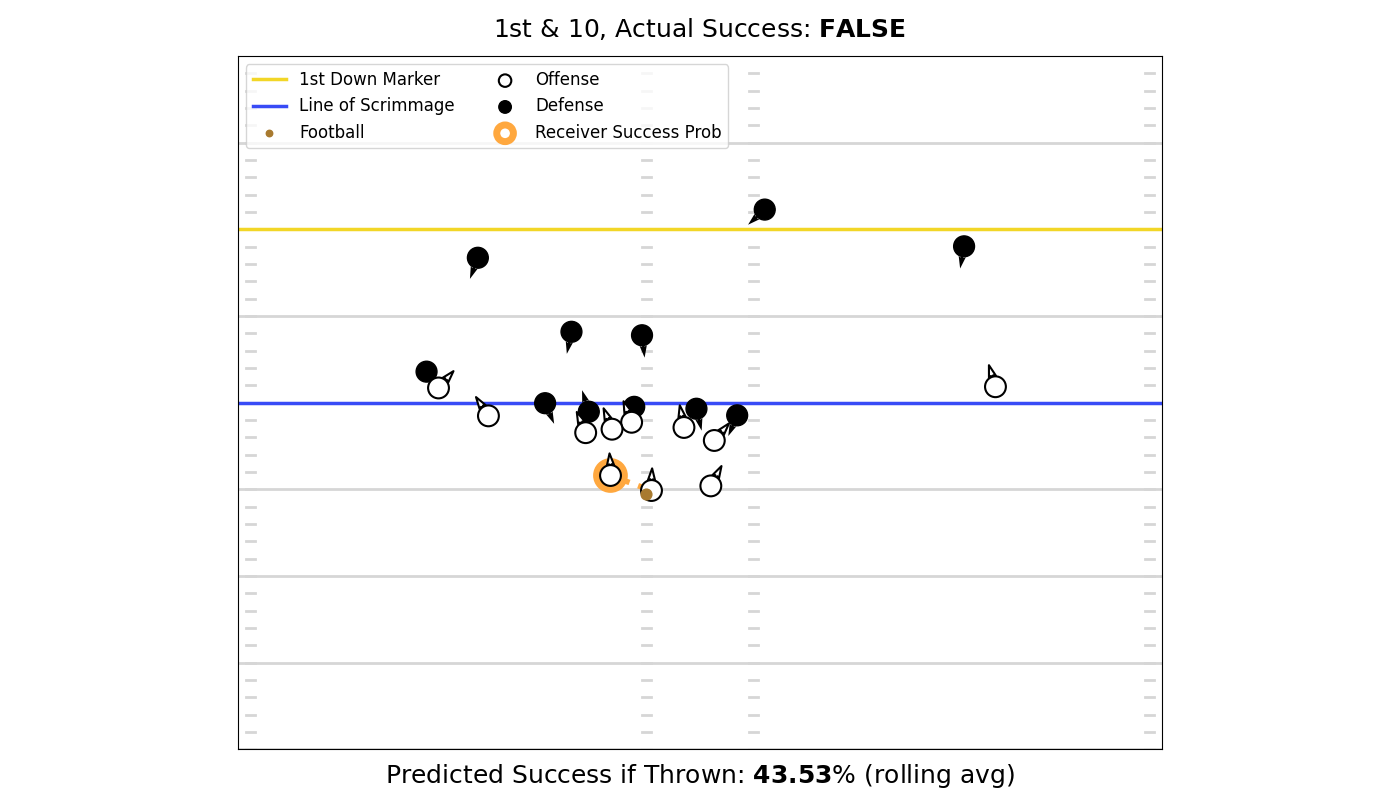 1st & 10, Actual Success: FALSE
1st Down Marker
Line of Scrimmage
Football
Offense
Defense
Receiver Success Prob
Predicted Success if Thrown: 43.53% (rolling avg)